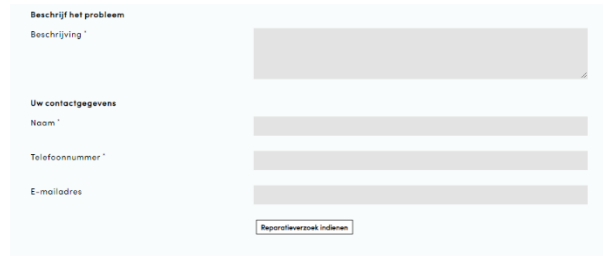 Beschrijf het probleem
Beschrijving *
Uw contactgegevens
Naam *
Telefoonnummer *
E-mailadres
Reparatieverzoek indienen